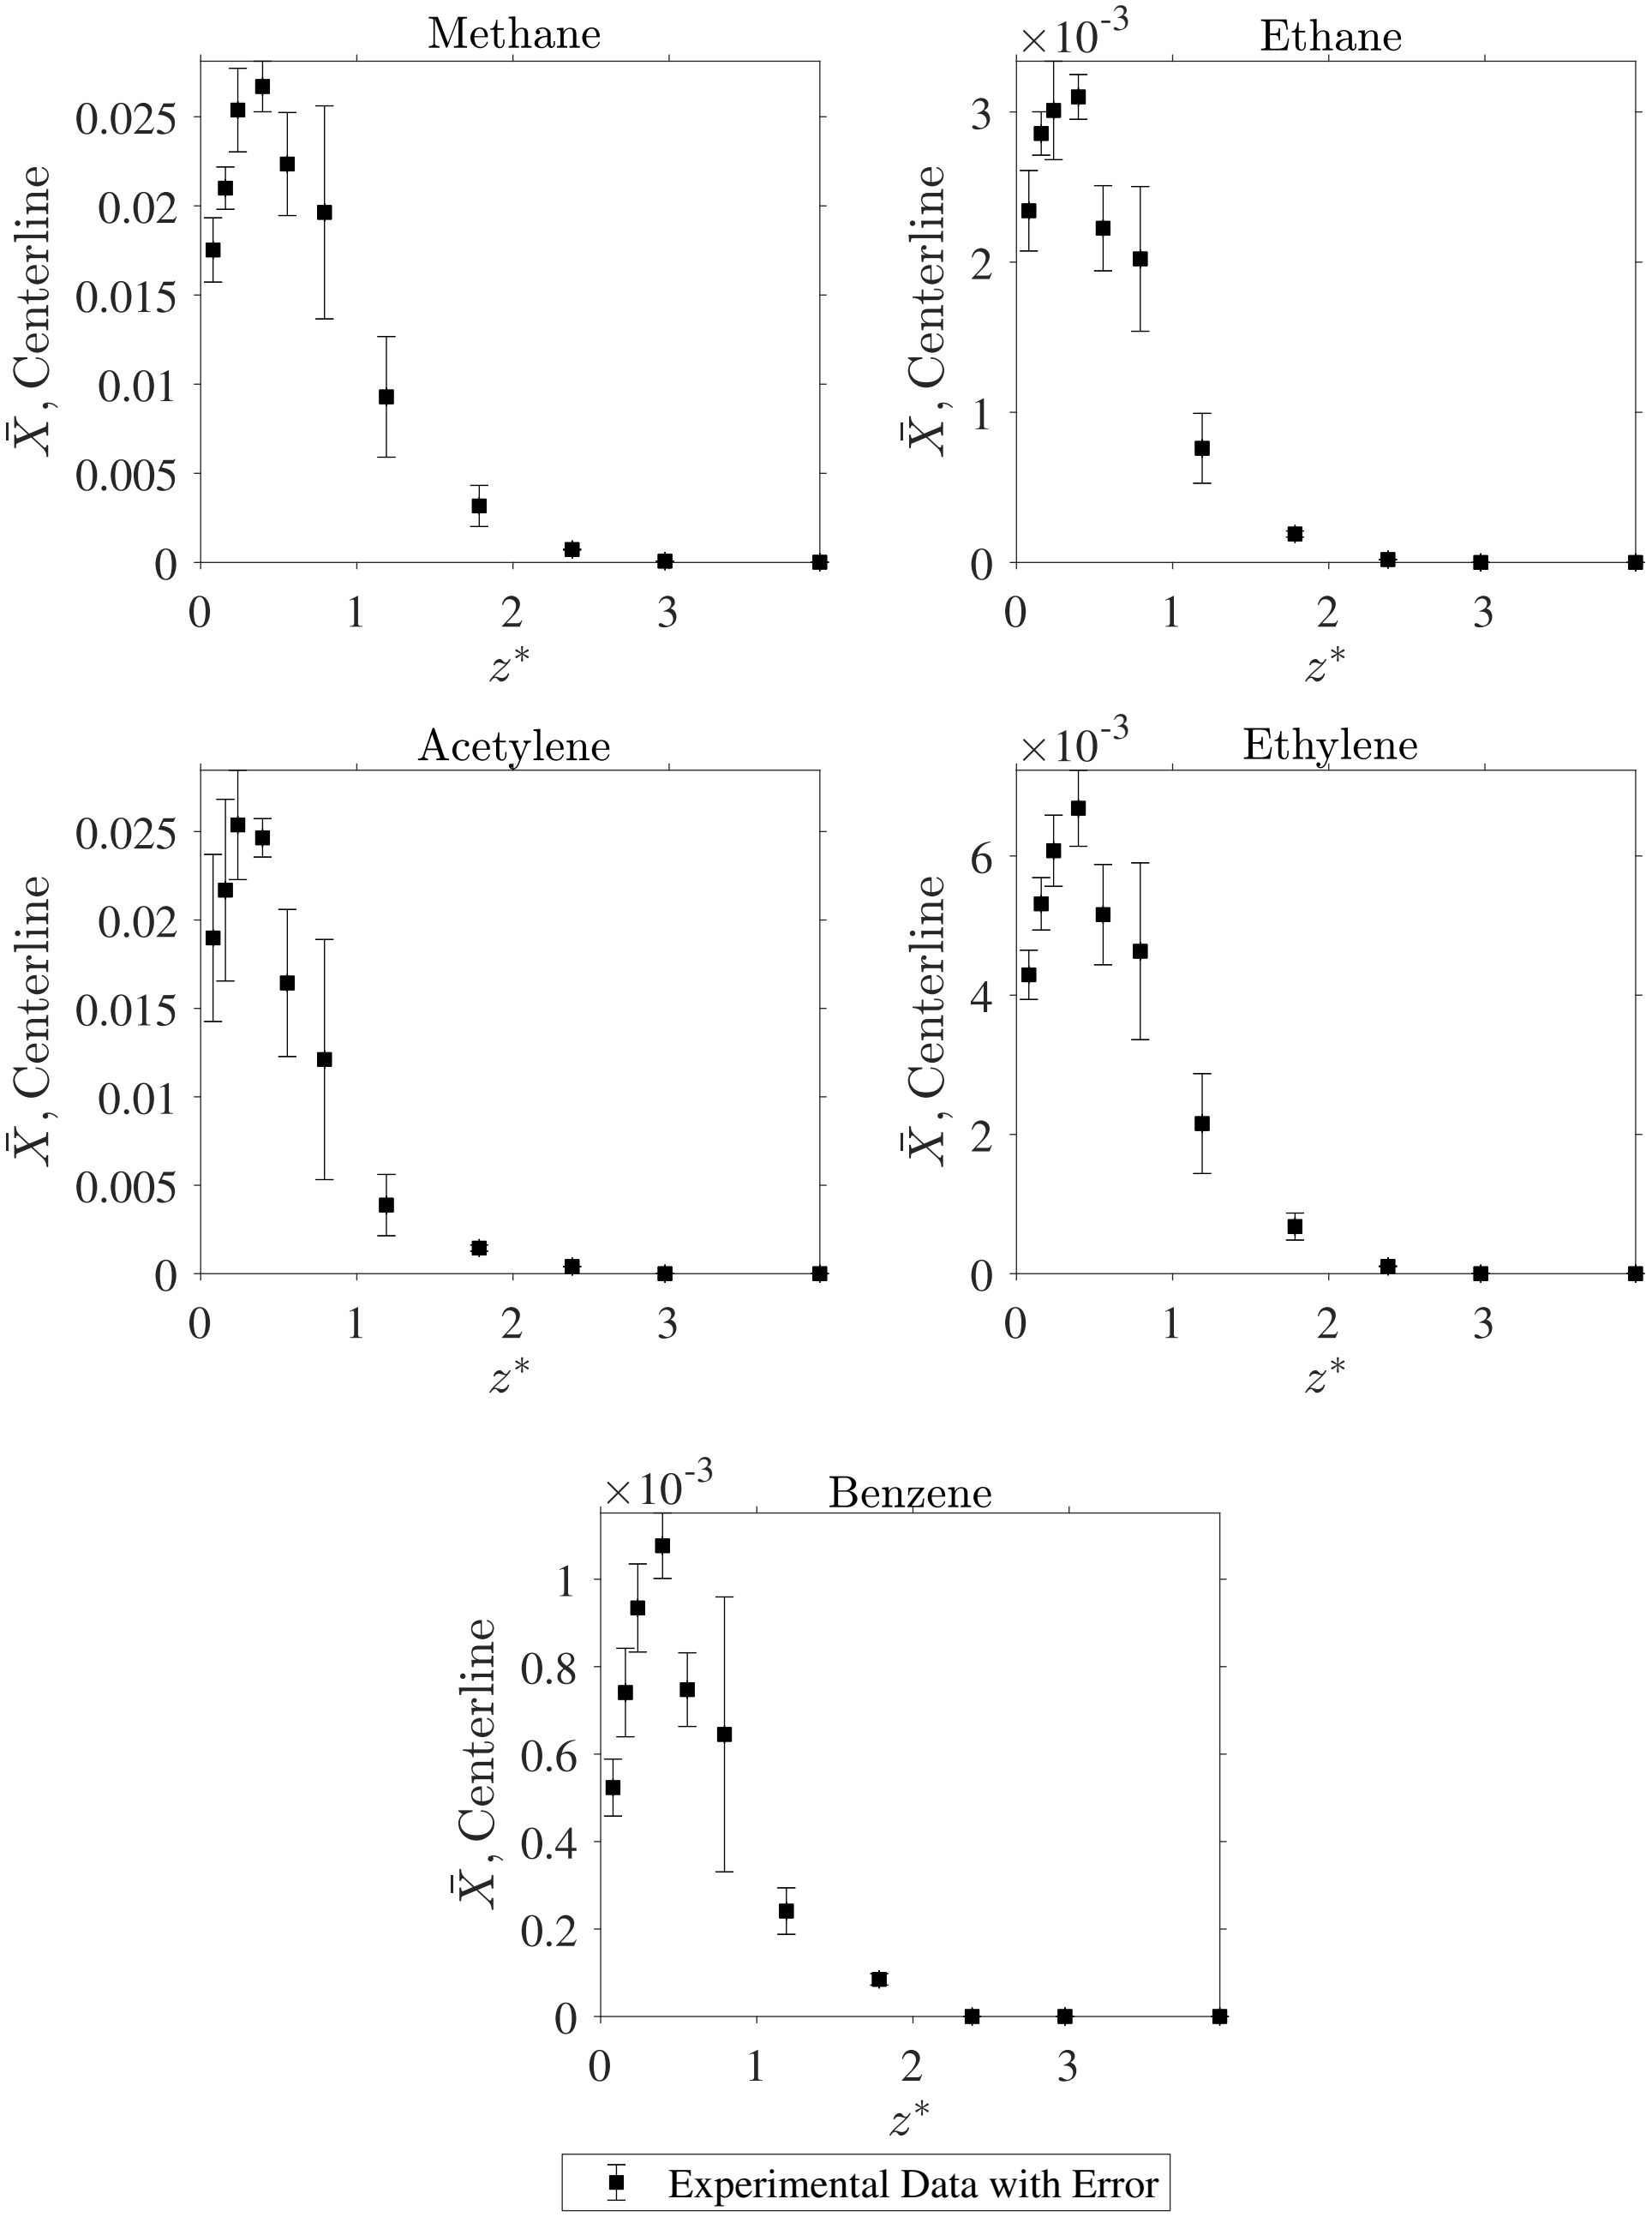 Methane
0.025
0.02
0.015
0.01
0.005
0
0 1 2 3
X̄, Centerline
z*
×10-3
Ethane
3
2
1
0
0 1 2 3
X̄, Centerline
z*
Acetylene
0.025
0.02
0.015
0.01
0.005
0
0 1 2 3
X̄, Centerline
z*
×10-3
Ethylene
6
4
2
0
0 1 2 3
X̄, Centerline
z*
×10-3
Benzene
1
0.8
0.6
0.4
0.2
0
0 1 2 3
X̄, Centerline
z*
Experimental Data with Error